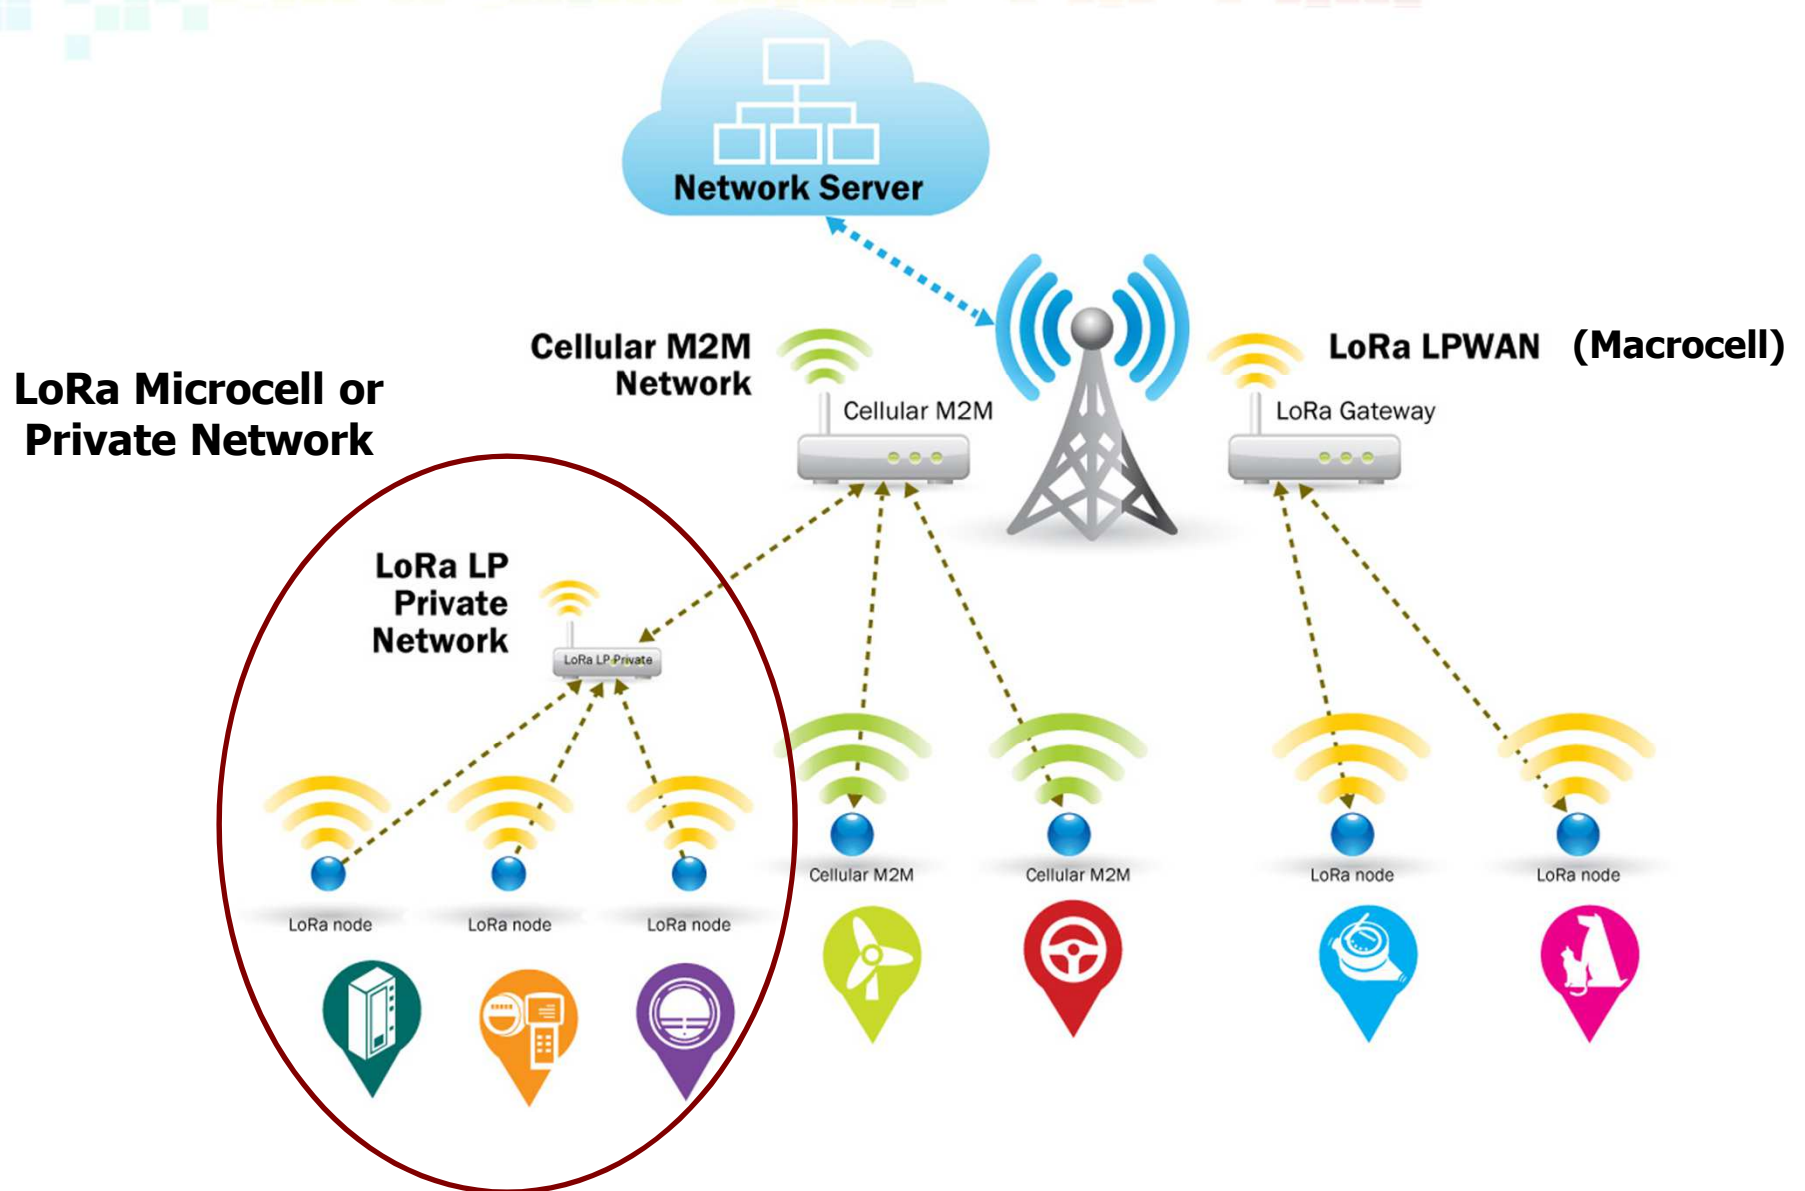 Network Server
Cellular M2M
Network
Cellular M2M
LoRa LPWAN (Macrocell)
LoRa Gateway
LoRa Microcell or
Private Network
LoRa LP
Private
Network
LoRa LP Private
Cellular M2M
Cellular M2M
LoRa node
LoRa node
LoRa node
LoRa node
LoRa node